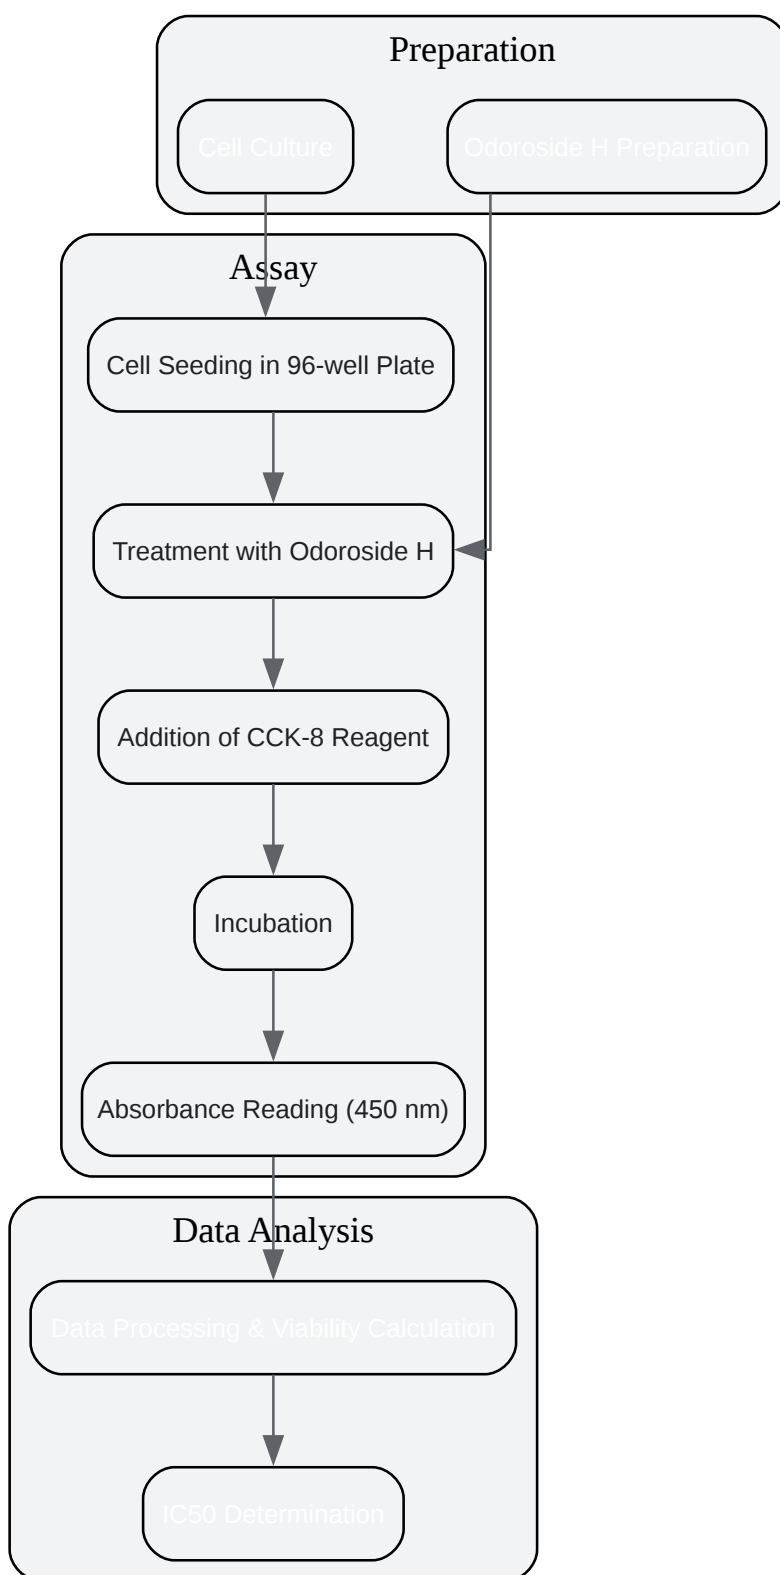 Preparation
Cell Culture
Odoroside H Preparation
Assay
Cell Seeding in 96-well Plate
Treatment with Odoroside H
Addition of CCK-8 Reagent
Incubation
Absorbance Reading (450 nm)
Data Analysis
Data Processing & Viability Calculation
IC50 Determination